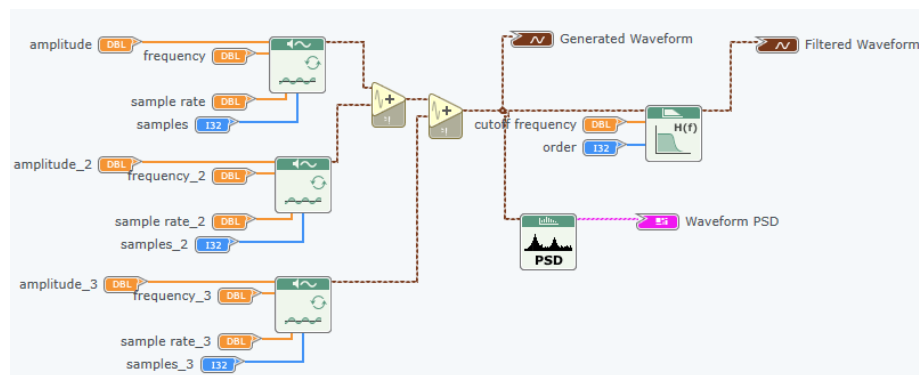 amplitude DBL
frequency DBL
sample rate DBL
samples I32
amplitude_2 DBL
frequency_2 DBL
sample rate_2 DBL
samples_2 I32
amplitude_3 DBL
frequency_3 DBL
sample rate_3 DBL
samples_3 I32
Generated Waveform
Filtered Waveform
cutoff frequency DBL
order I32
H(f)
PSD
Waveform PSD